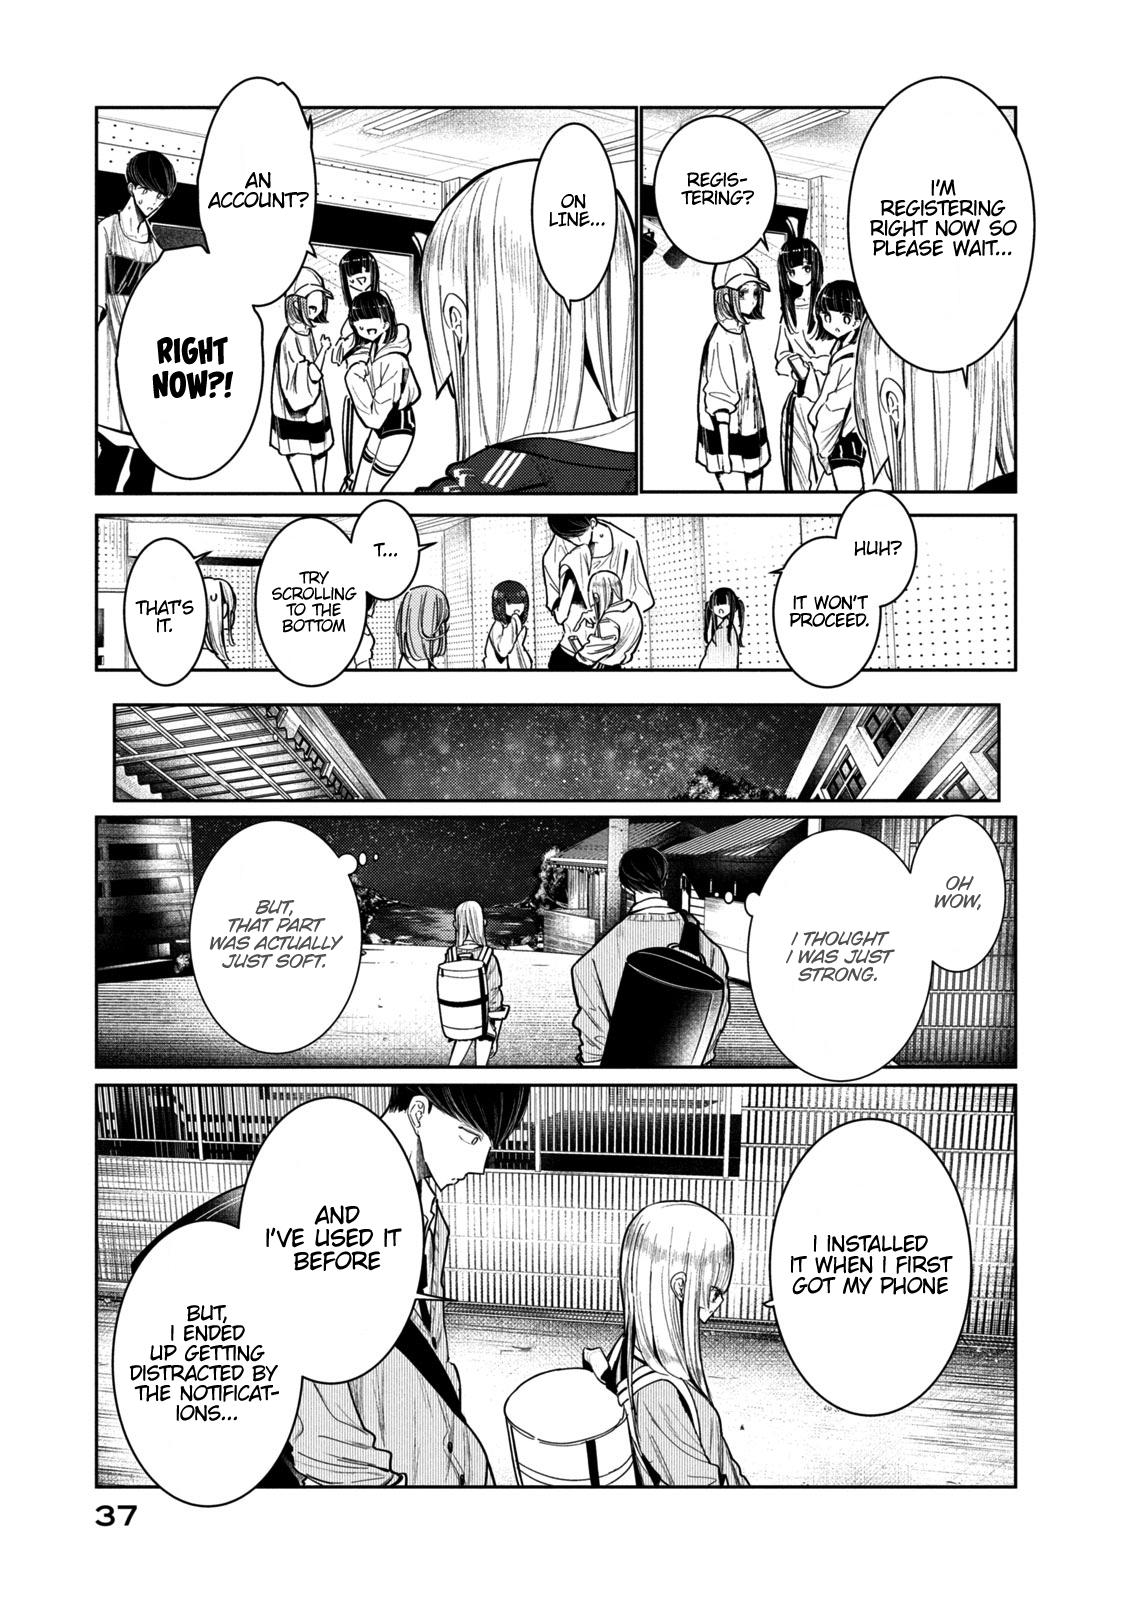 I'M
REGISTERING
RIGHT NOW SO
PLEASE WAIT...
REGIS-
TERING?
ON
LINE...
AN
ACCOUNT?
RIGHT
NOW?!
HUH?
IT WON'T
PROCEED.
T...
TRY
SCROLLING
TO THE
BOTTOM
THAT'S
IT.
OH
WOW,
I THOUGHT
I WAS JUST
STRONG.
BUT,
THAT PART
WAS ACTUALLY
JUST SOFT.
I INSTALLED
IT WHEN I FIRST
GOT MY PHONE
AND
I'VE USED IT
BEFORE
BUT,
I ENDED
UP GETTING
DISTRACTED BY
THE NOTIFICAT-
IONS...
37